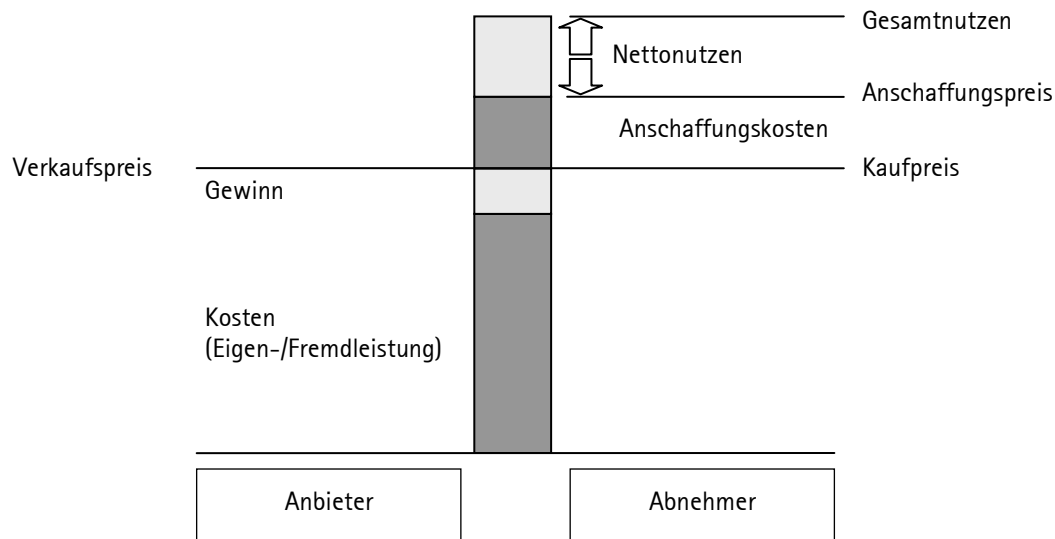 Gesamtnutzen
Nettonutzen
Anschaffungspreis
Anschaffungskosten
Verkaufspreis
Kaufpreis
Gewinn
Kosten
(Eigen-/Fremdleistung)
Anbieter
Abnehmer